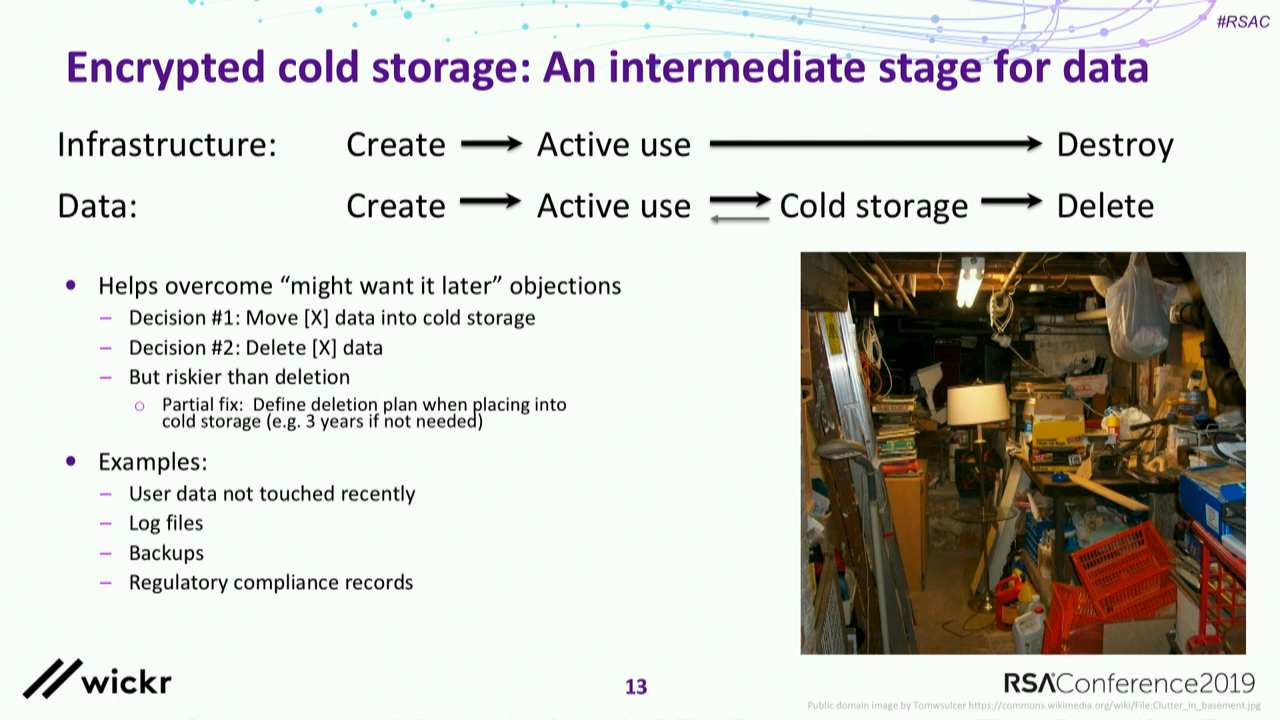 #RSAC
Encrypted cold storage: An intermediate stage for data
Infrastructure: Create Active use Destroy
Data: Create Active use Cold storage Delete
Helps overcome “might want it later” objections
Decision #1: Move [X] data into cold storage
Decision #2: Delete [X] data
But riskier than deletion
Partial fix: Define deletion plan when placing into
cold storage (e.g. 3 years if not needed)
Examples:
User data not touched recently
Log files
Backups
Regulatory compliance records
wickr
13
RSAConference2019
Public domain image by Tomwsulcer https://commons.wikimedia.org/wiki/File:Clutter_in_basement.jpg